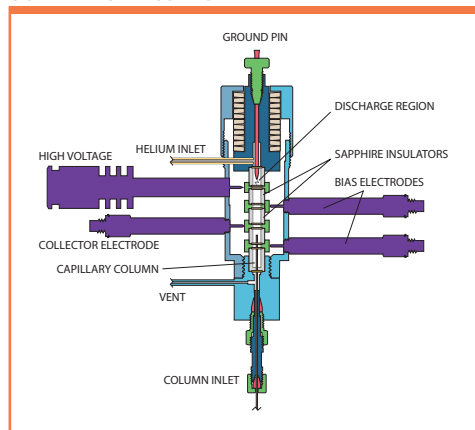 GROUND PIN
DISCHARGE REGION
HELIUM INLET
HIGH VOLTAGE
SAPPHIRE INSULATORS
BIAS ELECTRODES
COLLECTOR ELECTRODE
CAPILLARY COLUMN
VENT
COLUMN INLET